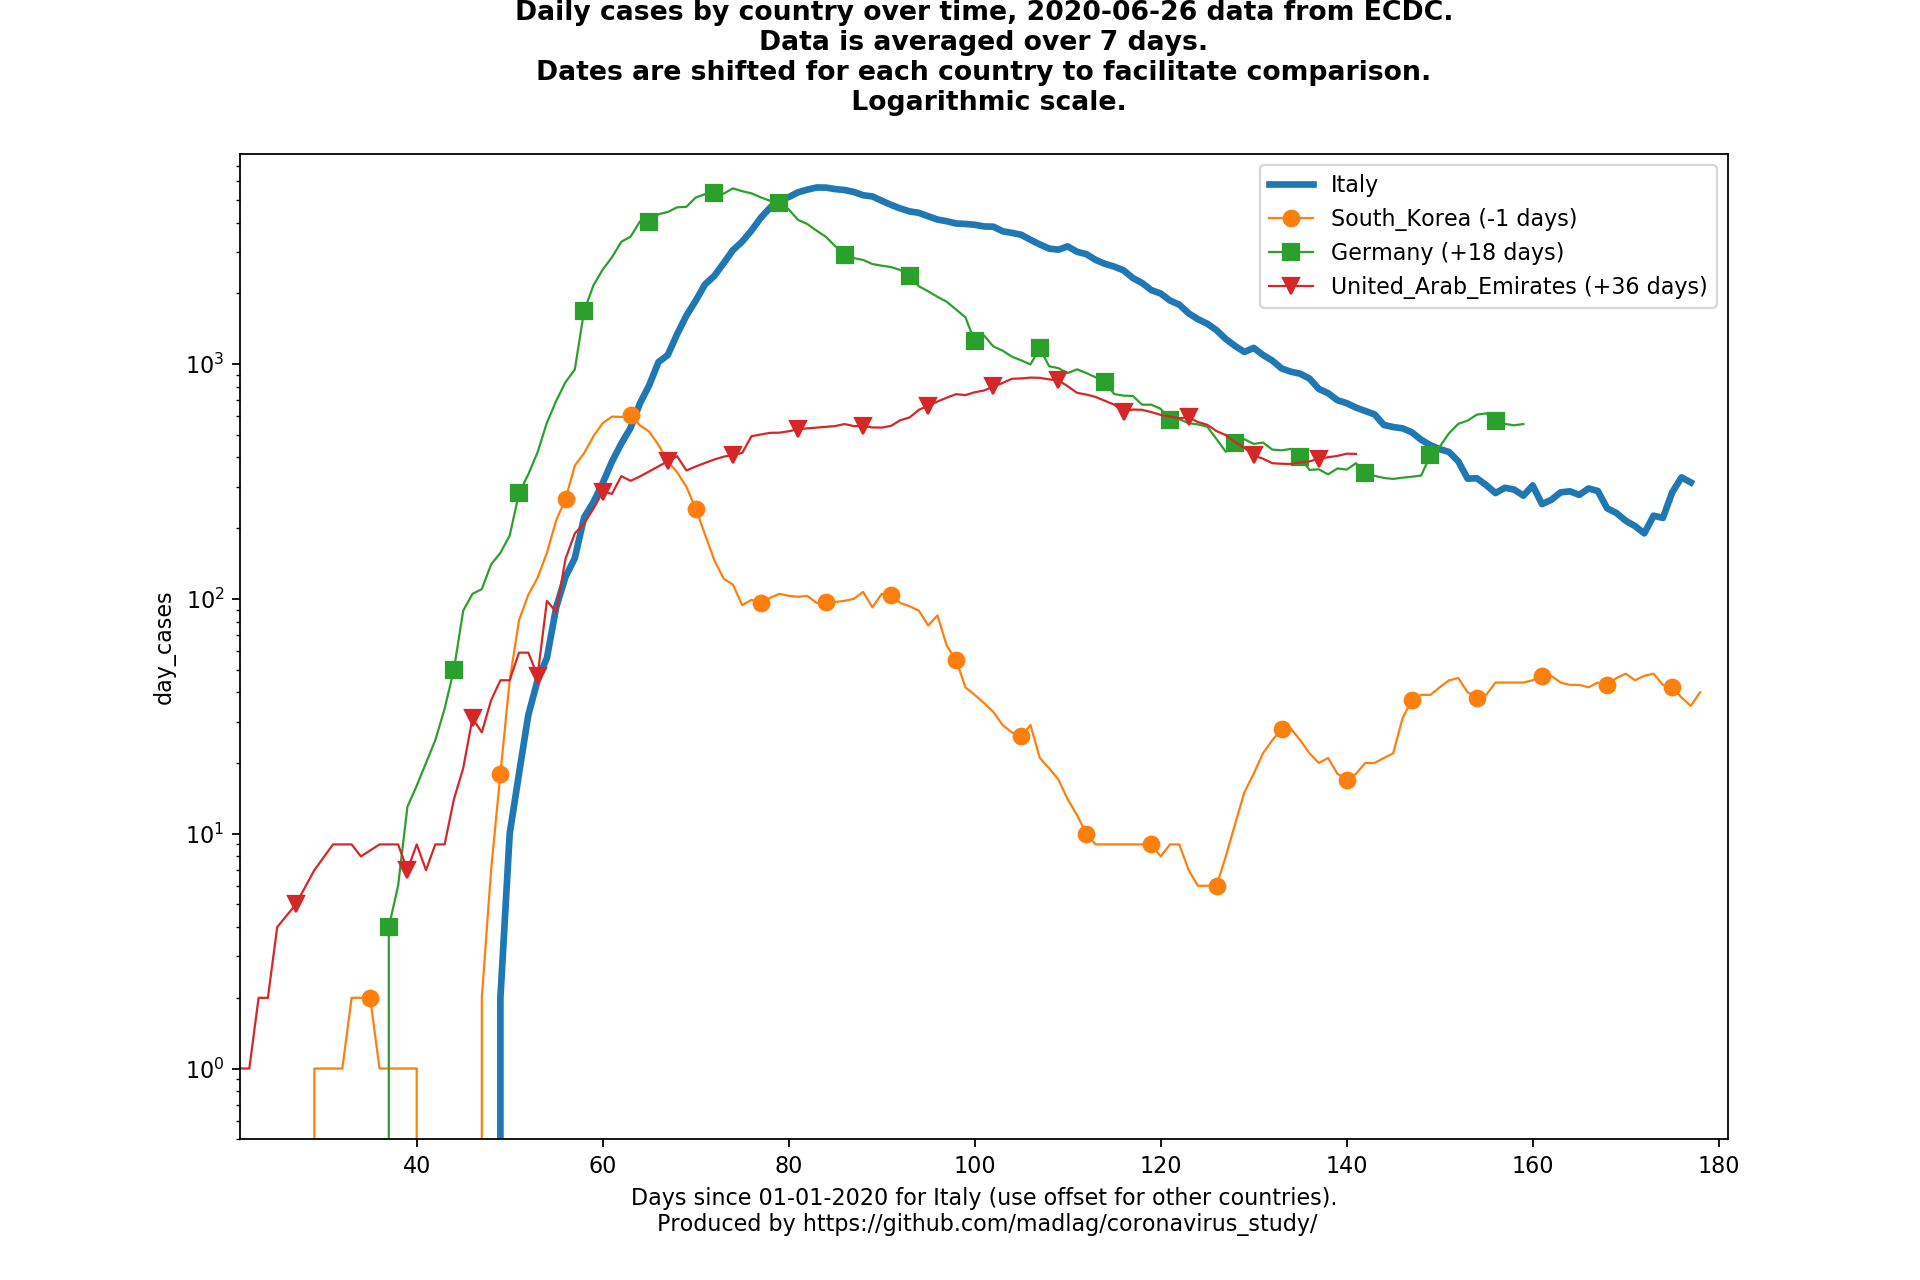 Daily cases by country over time, 2020-06-26 data from ECDC.
Data is averaged over 7 days.
Dates are shifted for each country to facilitate comparison.
Logarithmic scale.
Italy
South_Korea (-1 days)
Germany (+18 days)
United_Arab_Emirates (+36 days)
day_cases
10³
10²
10¹
10⁰
40 60 80 100 120 140 160 180
Days since 01-01-2020 for Italy (use offset for other countries).
Produced by https://github.com/madlag/coronavirus_study/